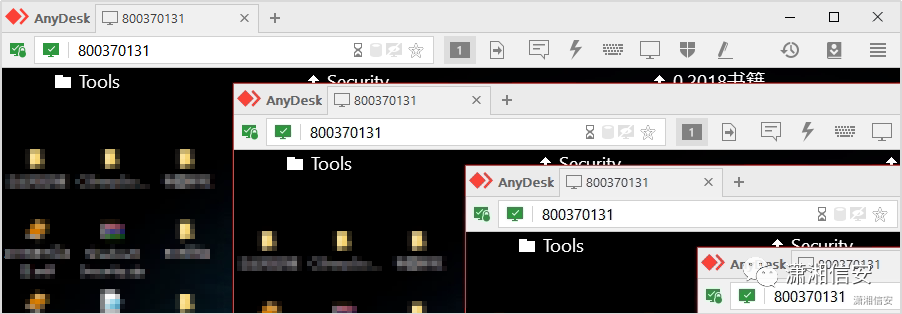 AnyDesk 800370131
800370131 1
Tools Security 0.2018书籍
AnyDesk 800370131
800370131 1
Tools Security
AnyDesk 800370131
800370131
Tools Security
AnyDesk 800370131
800370131
潇湘信安
潇湘信安